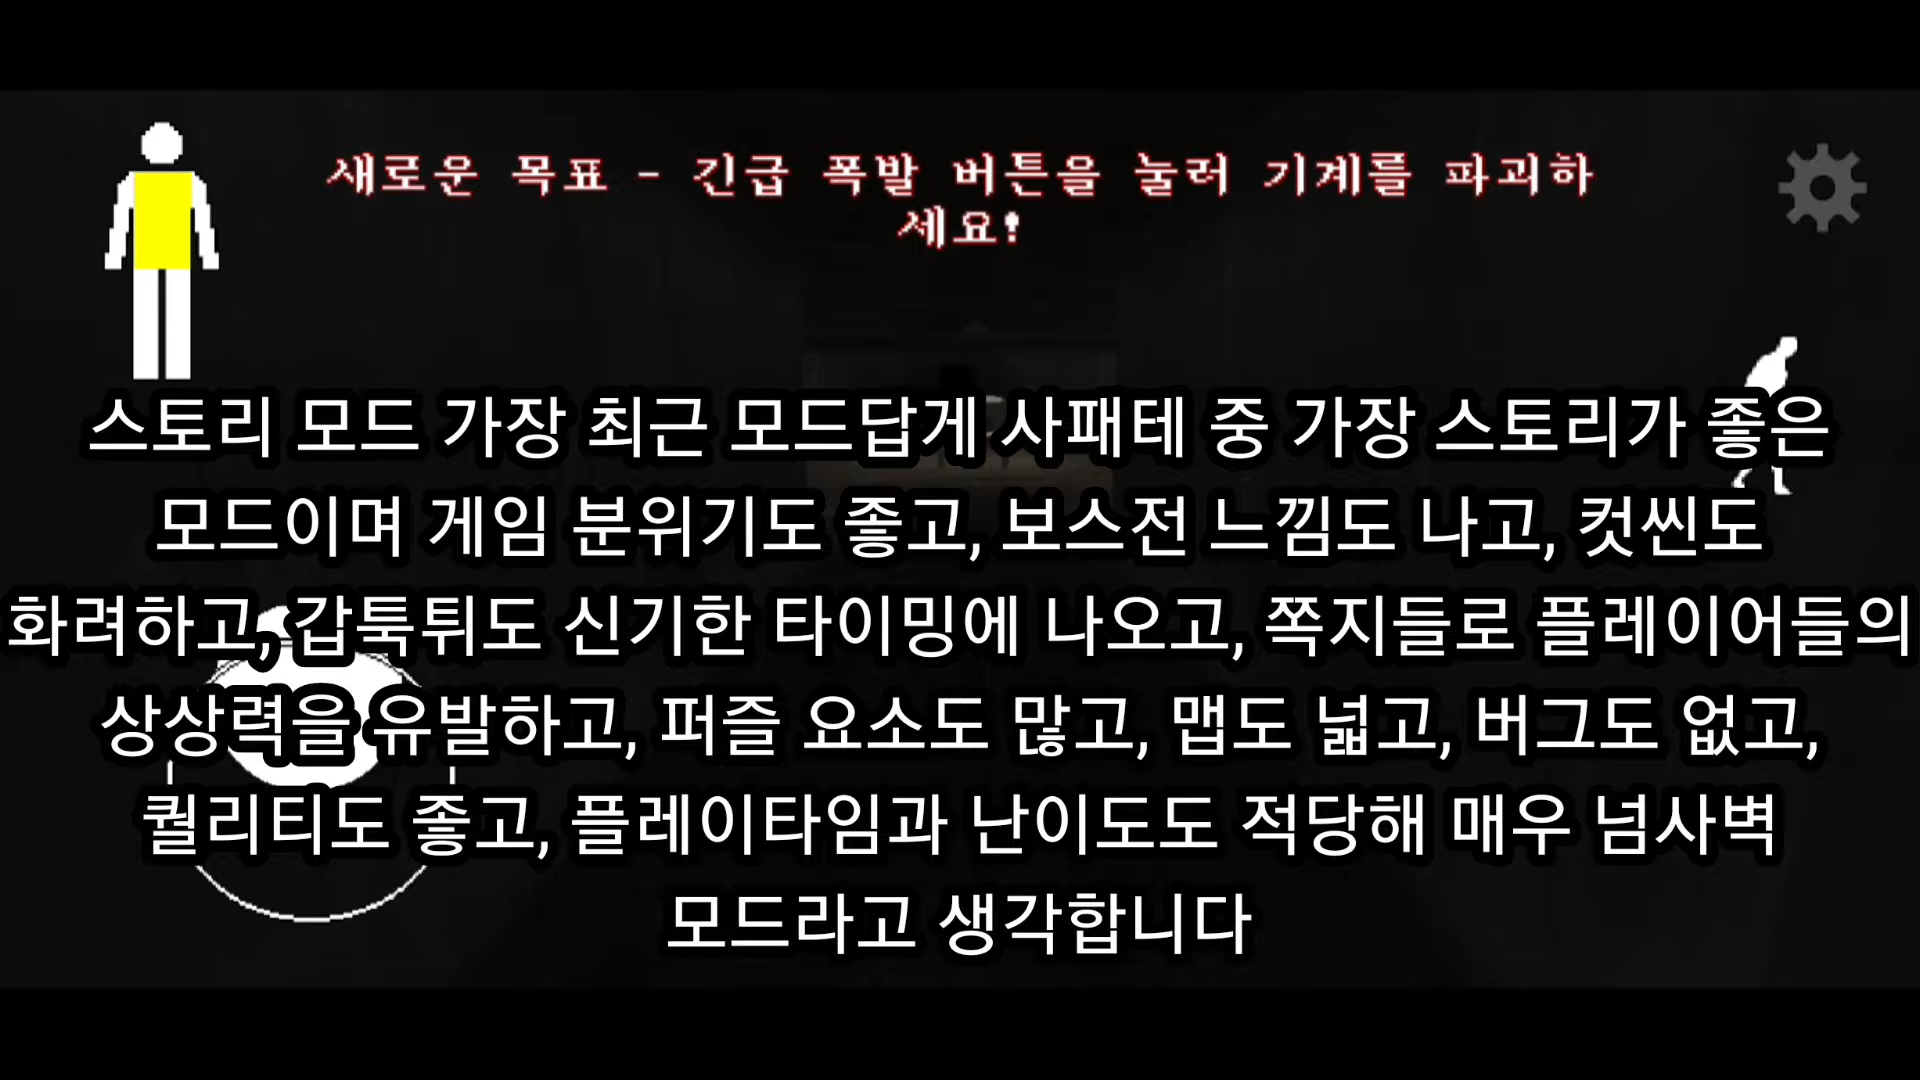 새로운 목표 - 긴급 폭발 버튼을 눌러 기계를 파괴하
세요!
스토리 모드 가장 최근 모드답게 사패테 중 가장 스토리가 좋은
모드이며 게임 분위기도 좋고, 보스전 느낌도 나고, 컷씬도
화려하고, 갑툭튀도 신기한 타이밍에 나오고, 쪽지들로 플레이어들의
상상력을 유발하고, 퍼즐 요소도 많고, 맵도 넓고, 버그도 없고,
퀄리티도 좋고, 플레이타임과 난이도도 적당해 매우 넘사벽
모드라고 생각합니다